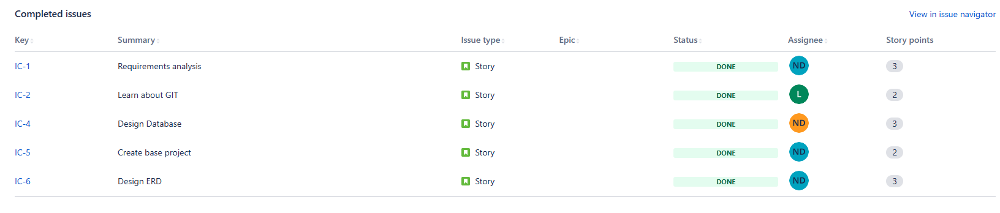 Completed issues View in issue navigator
Key Summary Issue type Epic Status Assignee Story points
IC-1 Requirements analysis Story DONE ND 3
IC-2 Learn about GIT Story DONE L 2
IC-4 Design Database Story DONE ND 3
IC-5 Create base project Story DONE ND 2
IC-6 Design ERD Story DONE ND 3